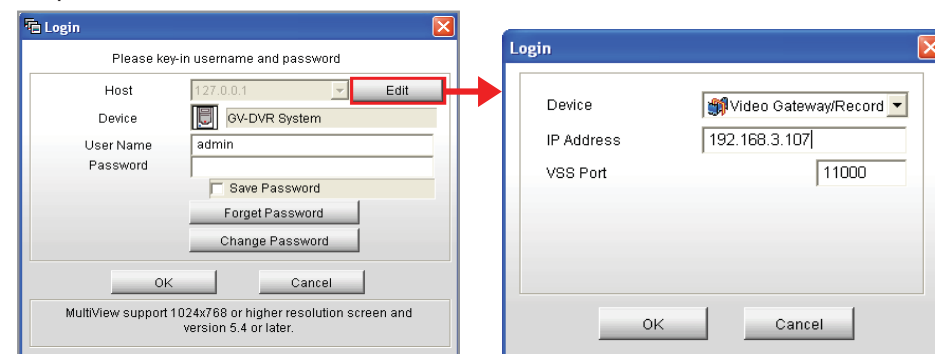 Login
Please key-in username and password
Host 127.0.0.1 Edit
Device GV-DVR System
User Name admin
Password
Save Password
Forget Password
Change Password
OK Cancel
MultiView support 1024x768 or higher resolution screen and
version 5.4 or later.
Login
Device Video Gateway/Record
IP Address 192.168.3.107
VSS Port 11000
OK Cancel